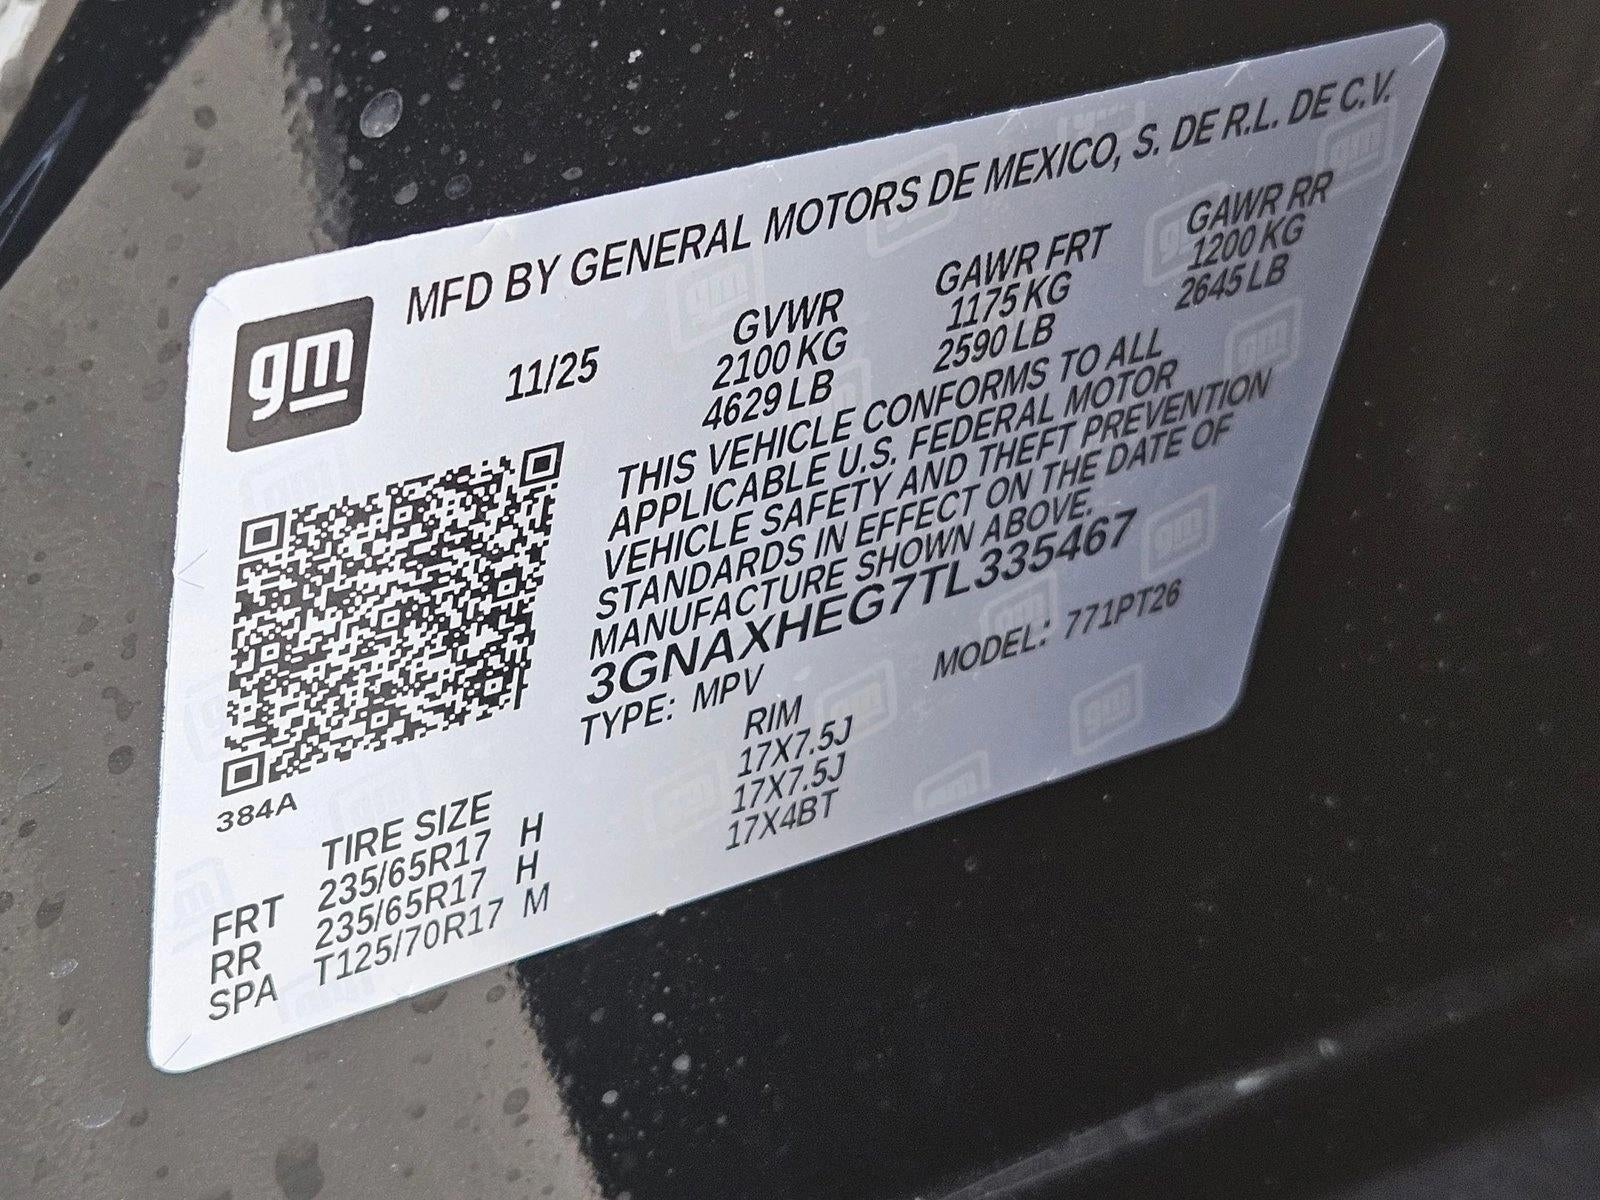 gm
MFD BY GENERAL MOTORS DE MEXICO, S. DE R.L. DE C.V.
11/25
GVWR
2100 KG
4629 LB
GAWR FRT
1175 KG
2590 LB
GAWR RR
1200 KG
2645 LB
THIS VEHICLE CONFORMS TO ALL
APPLICABLE U.S. FEDERAL MOTOR
VEHICLE SAFETY AND THEFT PREVENTION
STANDARDS IN EFFECT ON THE DATE OF
MANUFACTURE SHOWN ABOVE.
3GNAXHEG7TL335467
TYPE: MPV MODEL: 771PT26
384A
TIRE SIZE RIM
FRT 235/65R17 H 17X7.5J
RR 235/65R17 H 17X7.5J
SPA T125/70R17 M 17X4BT